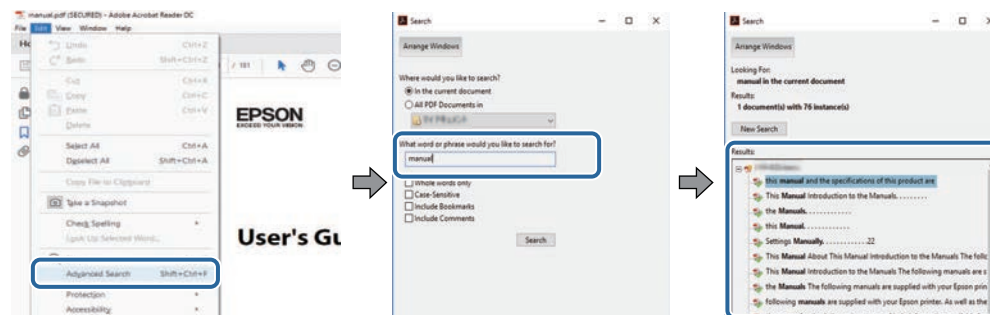 manual.pdf (SECURED) - Adobe Acrobat Reader DC
File Edit View Window Help
Undo Ctrl+Z
Redo Shift+Ctrl+Z
Cut Ctrl+X
Copy Ctrl+C
Paste Ctrl+V
Delete
Select All Ctrl+A
Deselect All Shift+Ctrl+A
Copy File to Clipboard
Take a Snapshot
Check Spelling
Look Up Selected Word...
Advanced Search Shift+Ctrl+F
Protection
Accessibility
/ 181
EPSON
EXCEED YOUR VISION
User's Gu
Search
Arrange Windows
Where would you like to search?
In the current document
All PDF Documents in
What word or phrase would you like to search for?
manual
Whole words only
Case-Sensitive
Include Bookmarks
Include Comments
Search
Search
Arrange Windows
Looking For:
manual in the current document
Results:
1 document(s) with 76 instance(s)
New Search
Results:
this manual and the specifications of this product are
This Manual Introduction to the Manuals. . . . . . . . .
the Manuals. . . . . . . . . . . . .
this Manual. . . . . . . . . . . .
Settings Manually. . . . . . . . . . . . 22
This Manual About This Manual Introduction to the Manuals The follo
This Manual Introduction to the Manuals The following manuals are s
the Manuals The following manuals are supplied with your Epson prin
following manuals are supplied with your Epson printer. As well as the